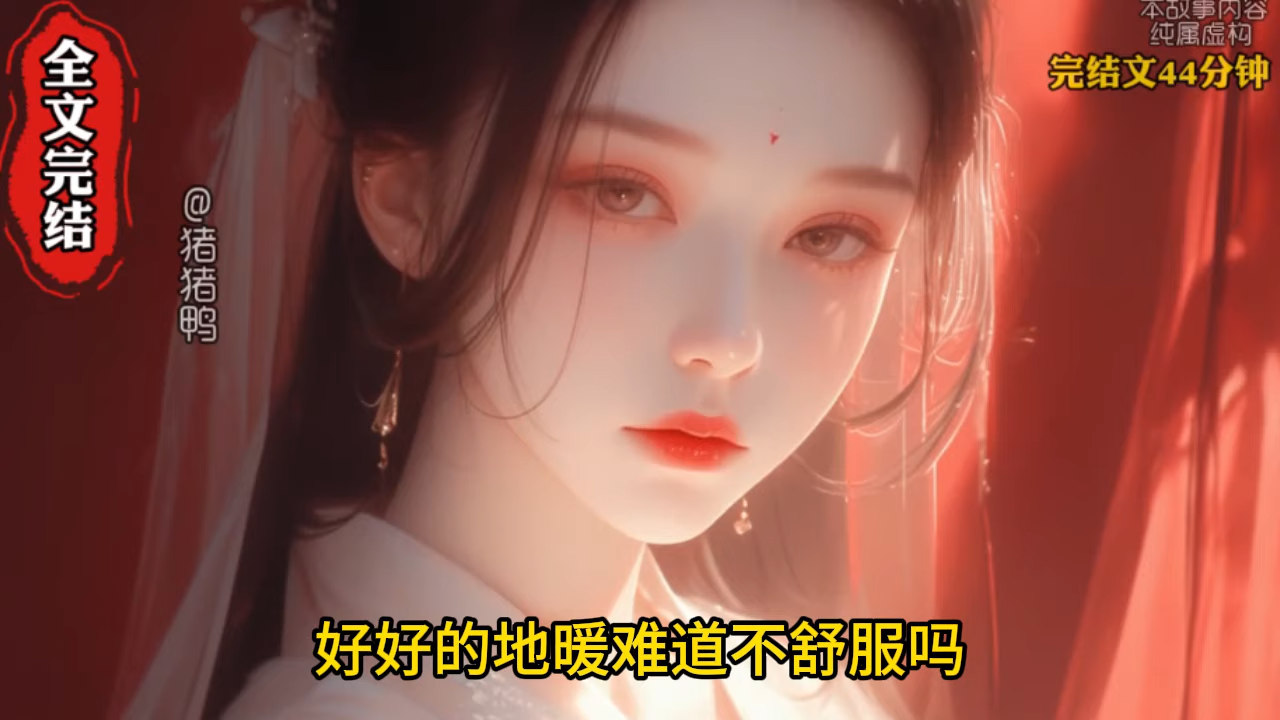 全文完结
@猪猪鸭
本故事内容
纯属虚构
完结文44分钟
好好的地暖难道不舒服吗